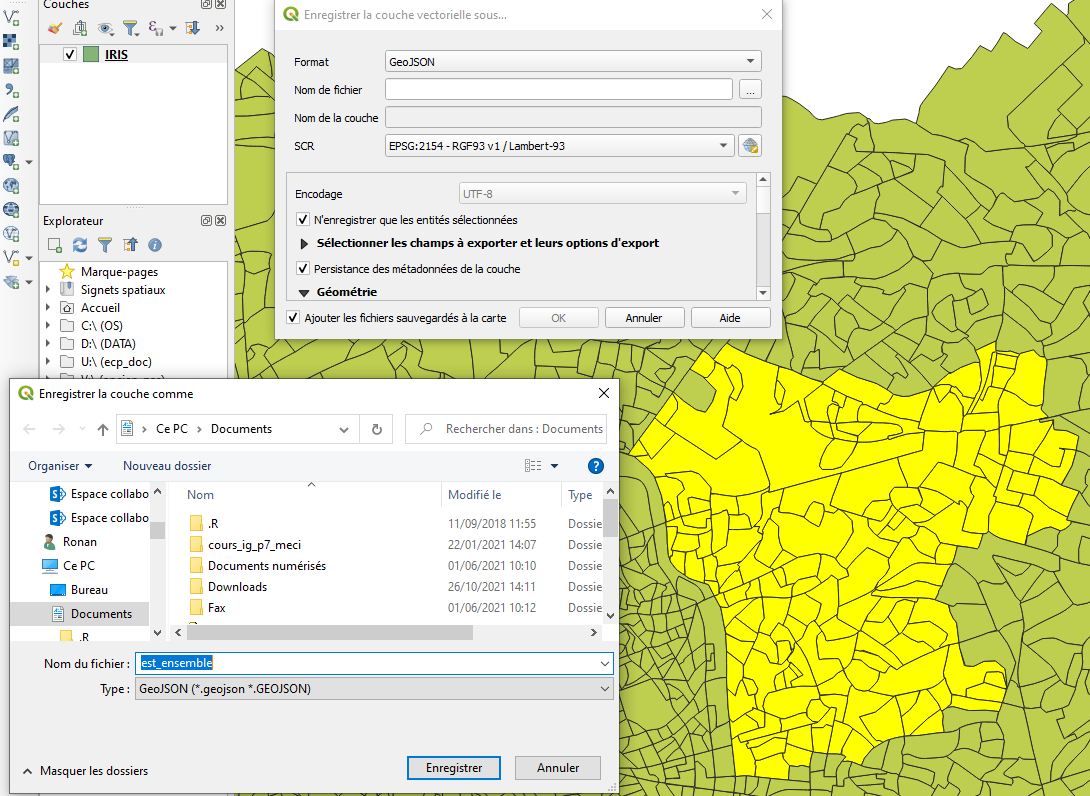 Couches
»
IRIS
Explorateur
Marque-pages
Signets spatiaux
Accueil
C:\ (OS)
D:\ (DATA)
U:\ (ecp_doc)
Enregistrer la couche vectorielle sous...
Format
GeoJSON
Nom de fichier
...
Nom de la couche
SCR
EPSG:2154 - RGF93 v1 / Lambert-93
Encodage
UTF-8
N'enregistrer que les entités sélectionnées
Sélectionner les champs à exporter et leurs options d'export
Persistance des métadonnées de la couche
Géométrie
Ajouter les fichiers sauvegardés à la carte
OK
Annuler
Aide
Enregistrer la couche comme
Ce PC
Documents
Rechercher dans : Documents
Organiser
Nouveau dossier
?
Espace collabo
Espace collabo
Ronan
Ce PC
Bureau
Documents
.R
Nom
Modifié le
Type
.R
11/09/2018 11:55
Dossie
cours_ig_p7_meci
22/01/2021 14:07
Dossie
Documents numérisés
01/06/2021 10:10
Dossie
Downloads
26/10/2021 14:11
Dossie
Fax
01/06/2021 10:12
Dossie
Nom du fichier :
est_ensemble
Type :
GeoJSON (*.geojson *.GEOJSON)
Masquer les dossiers
Enregistrer
Annuler